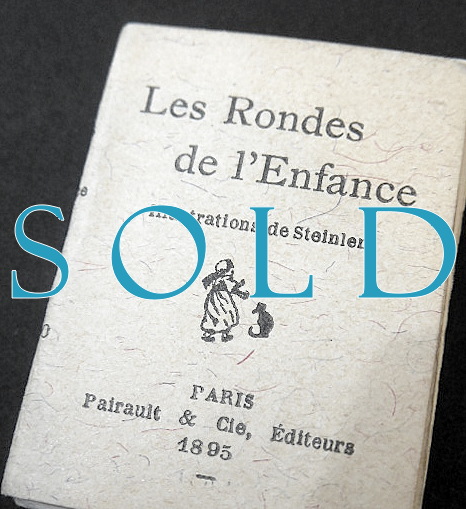 Les Rondes
de l'Enfance
Illustrations de Steinlen
SOLD
PARIS
Pairault & Cie, Éditeurs
1895